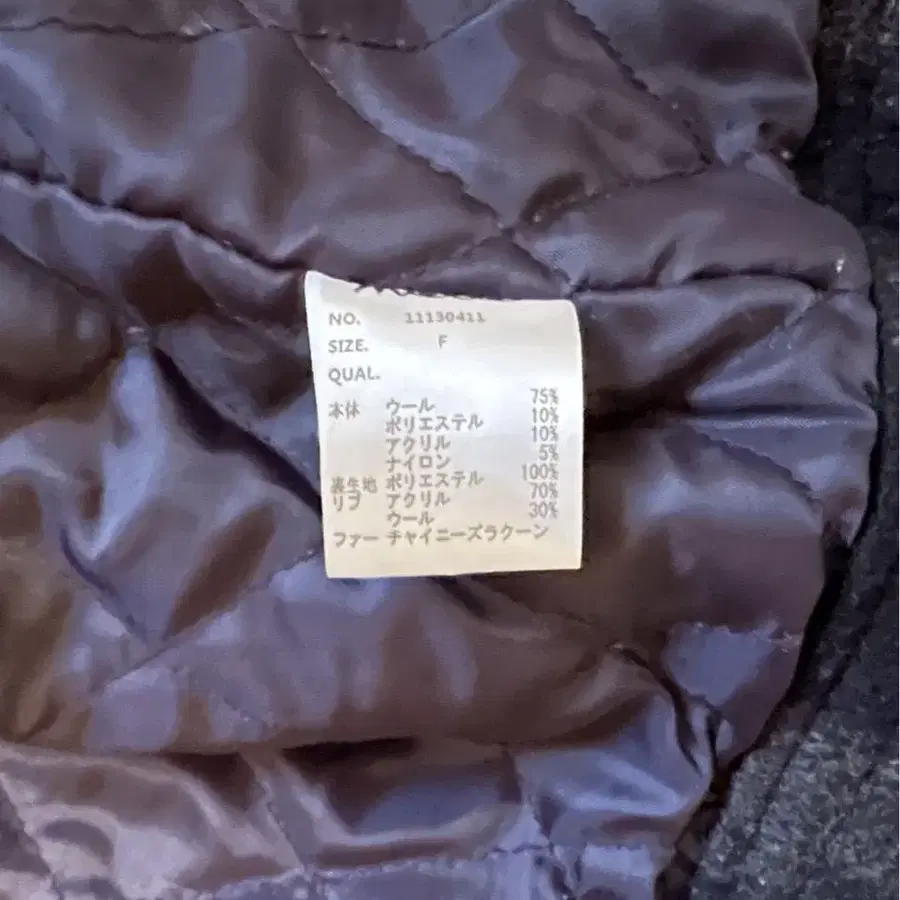 NO. 11130411
SIZE. F
QUAL.
75%
本体 ウール 10%
ポリエステル 10%
アクリル 5%
ナイロン 100%
裏生地 ポリエステル 70%
リブ アクリル 30%
ウール
ファー チャイニーズラクーン